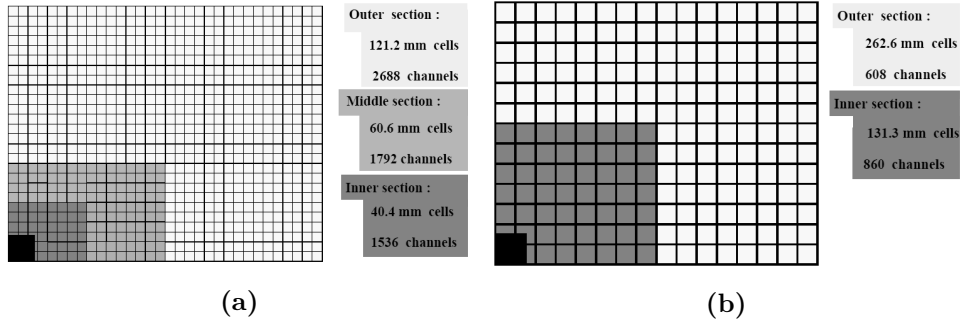 Outer section :
121.2 mm cells
2688 channels
Middle section :
60.6 mm cells
1792 channels
Inner section :
40.4 mm cells
1536 channels
(a)
Outer section :
262.6 mm cells
608 channels
Inner section :
131.3 mm cells
860 channels
(b)